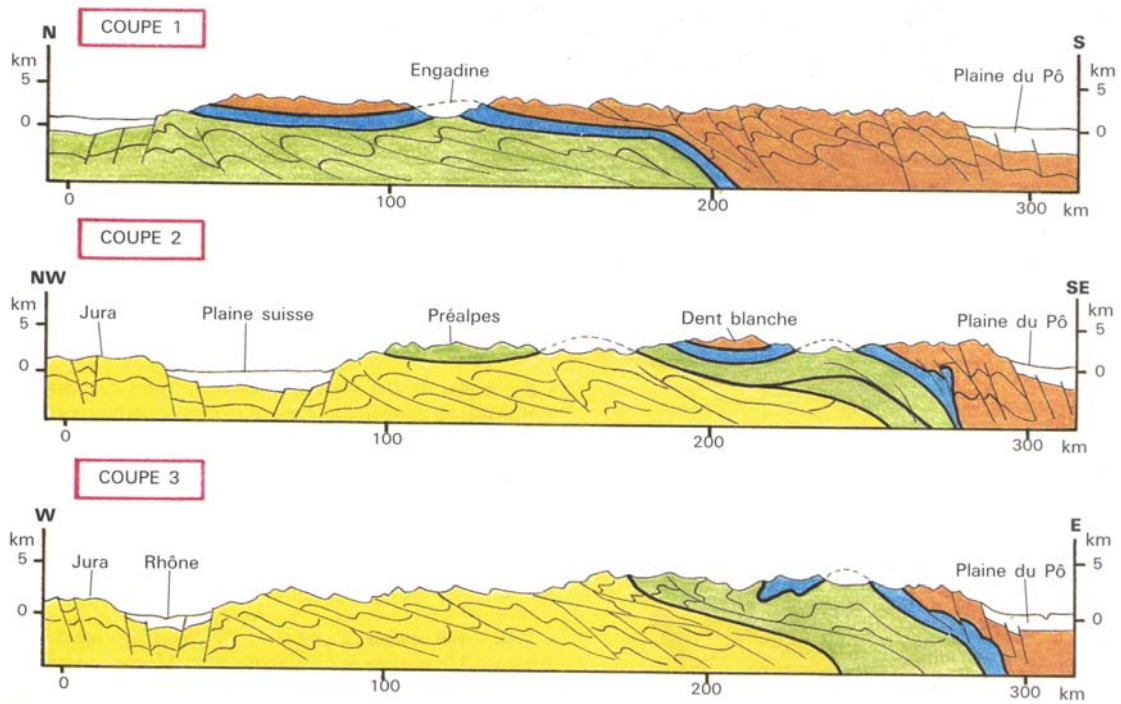 COUPE 1
N
S
km
5
0
Engadine
Plaine du Pô
km
5
0
0
100
200
300
km
COUPE 2
NW
SE
km
5
0
Jura
Plaine suisse
Préalpes
Dent blanche
Plaine du Pô
km
5
0
0
100
200
300
km
COUPE 3
W
E
km
5
0
Jura
Rhône
Plaine du Pô
km
5
0
0
100
200
300
km